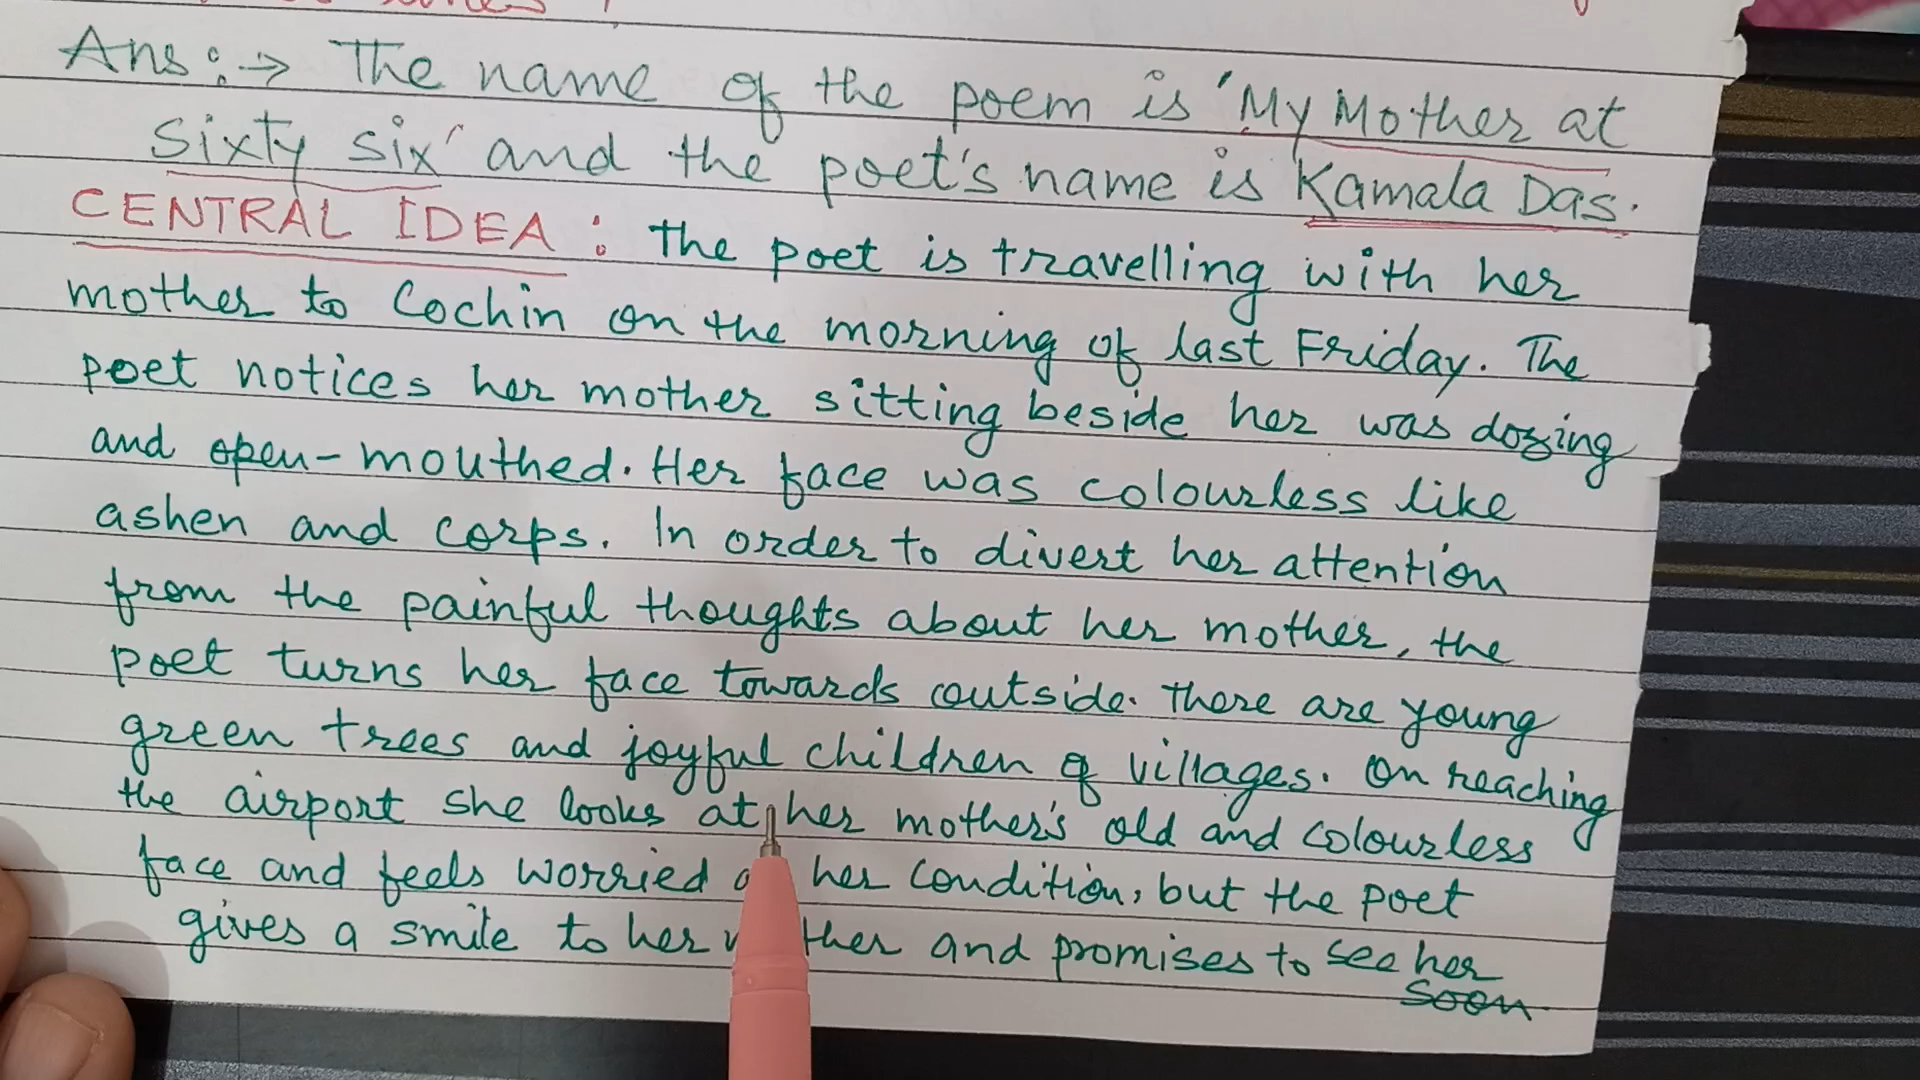 Ans :→ The name of the poem is 'My Mother at
Sixty six' and the poet's name is Kamala Das.
CENTRAL IDEA : The poet is travelling with her
mother to Cochin on the morning of last Friday. The
poet notices her mother sitting beside her was dozing
and open-mouthed. Her face was colourless like
ashen and corps. In order to divert her attention
from the painful thoughts about her mother, the
poet turns her face towards outside. There are young
green trees and joyful children of villages. On reaching
the airport she looks at her mother's old and colourless
face and feels worried her condition, but the poet
gives a smile to her and promises to see her
soon